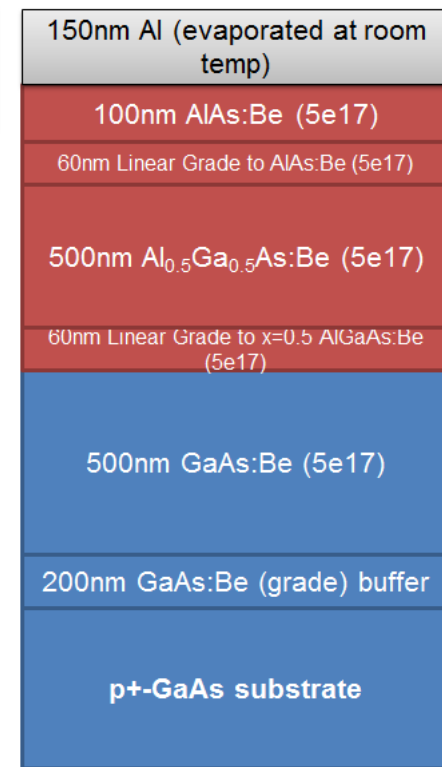 150nm Al (evaporated at room
temp)
100nm AlAs:Be (5e17)
60nm Linear Grade to AlAs:Be (5e17)
500nm Al₀.₅Ga₀.₅As:Be (5e17)
60nm Linear Grade to x=0.5 AlGaAs:Be
(5e17)
500nm GaAs:Be (5e17)
200nm GaAs:Be (grade) buffer
p+-GaAs substrate